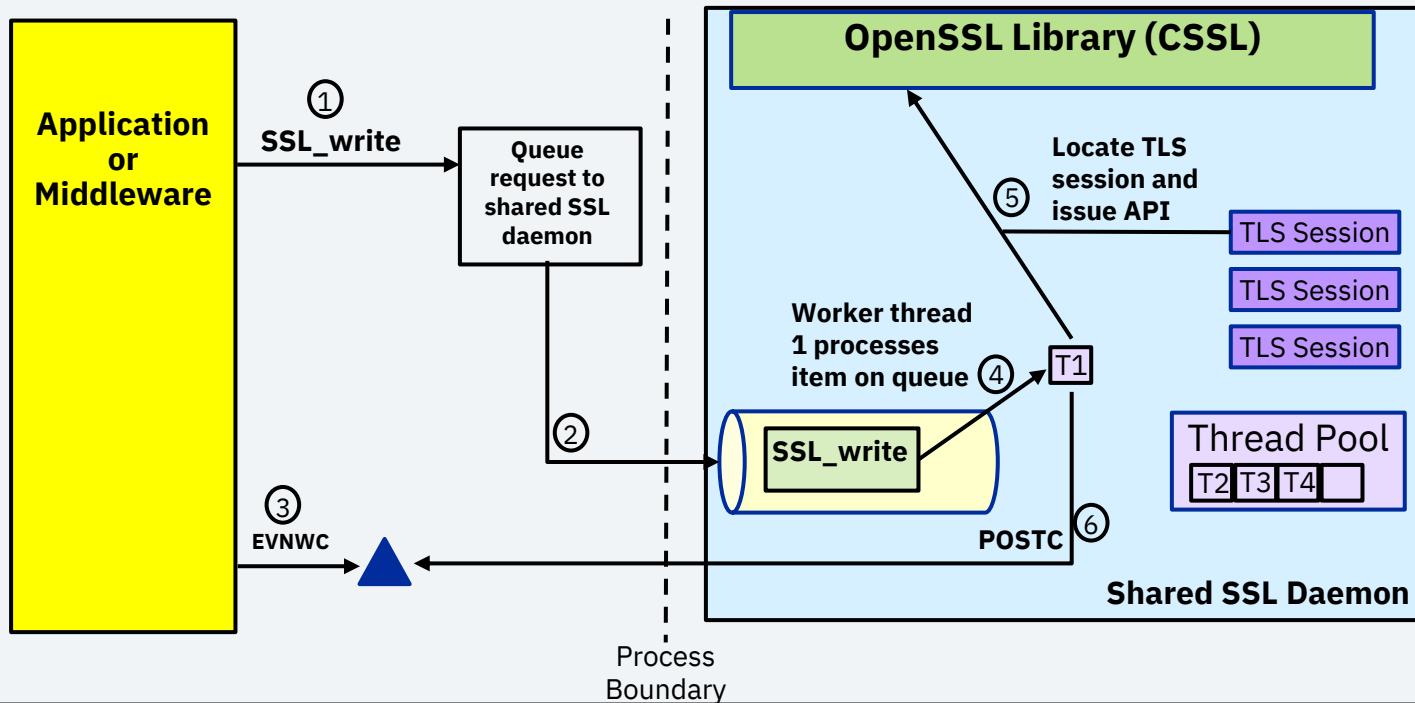 OpenSSL Library (CSSL)
Application
or
Middleware
1
SSL_write
Queue
request to
shared SSL
daemon
Locate TLS
session and
issue API
5
TLS Session
TLS Session
TLS Session
Worker thread
1 processes
item on queue
4
T1
2
SSL_write
Thread Pool
T2
T3
T4
3
EVNWC
POSTC
6
Shared SSL Daemon
Process
Boundary